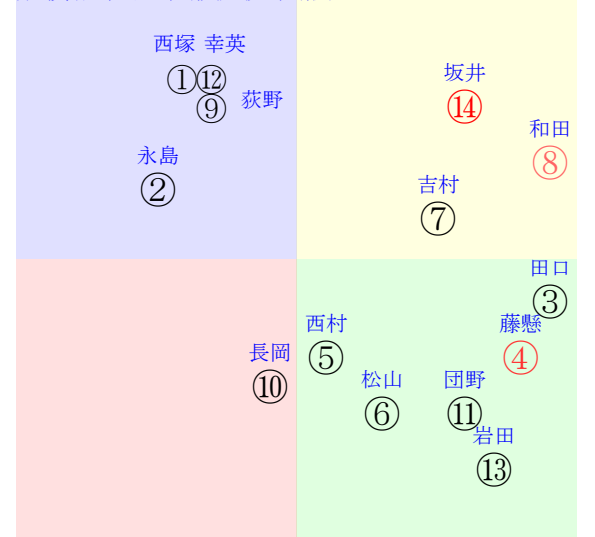 西塚 幸英
①⑫
⑨ 荻野
坂井
⑭
和田
⑧
永島
②
吉村
⑦
田口
③
西村
⑤
藤懸
④
長岡
⑩
松山
⑥
団野
⑪
岩田
⑬